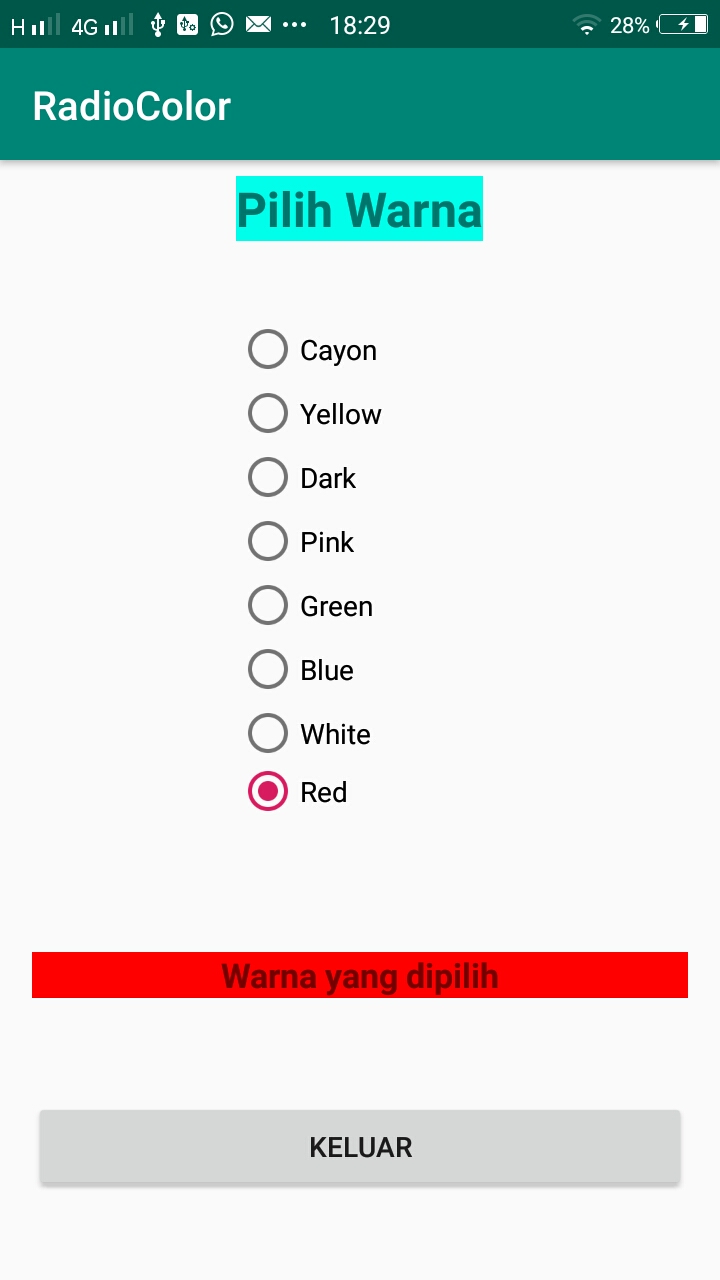 H 4G 18:29 28%
RadioColor
Pilih Warna
Cayon
Yellow
Dark
Pink
Green
Blue
White
Red
Warna yang dipilih
KELUAR